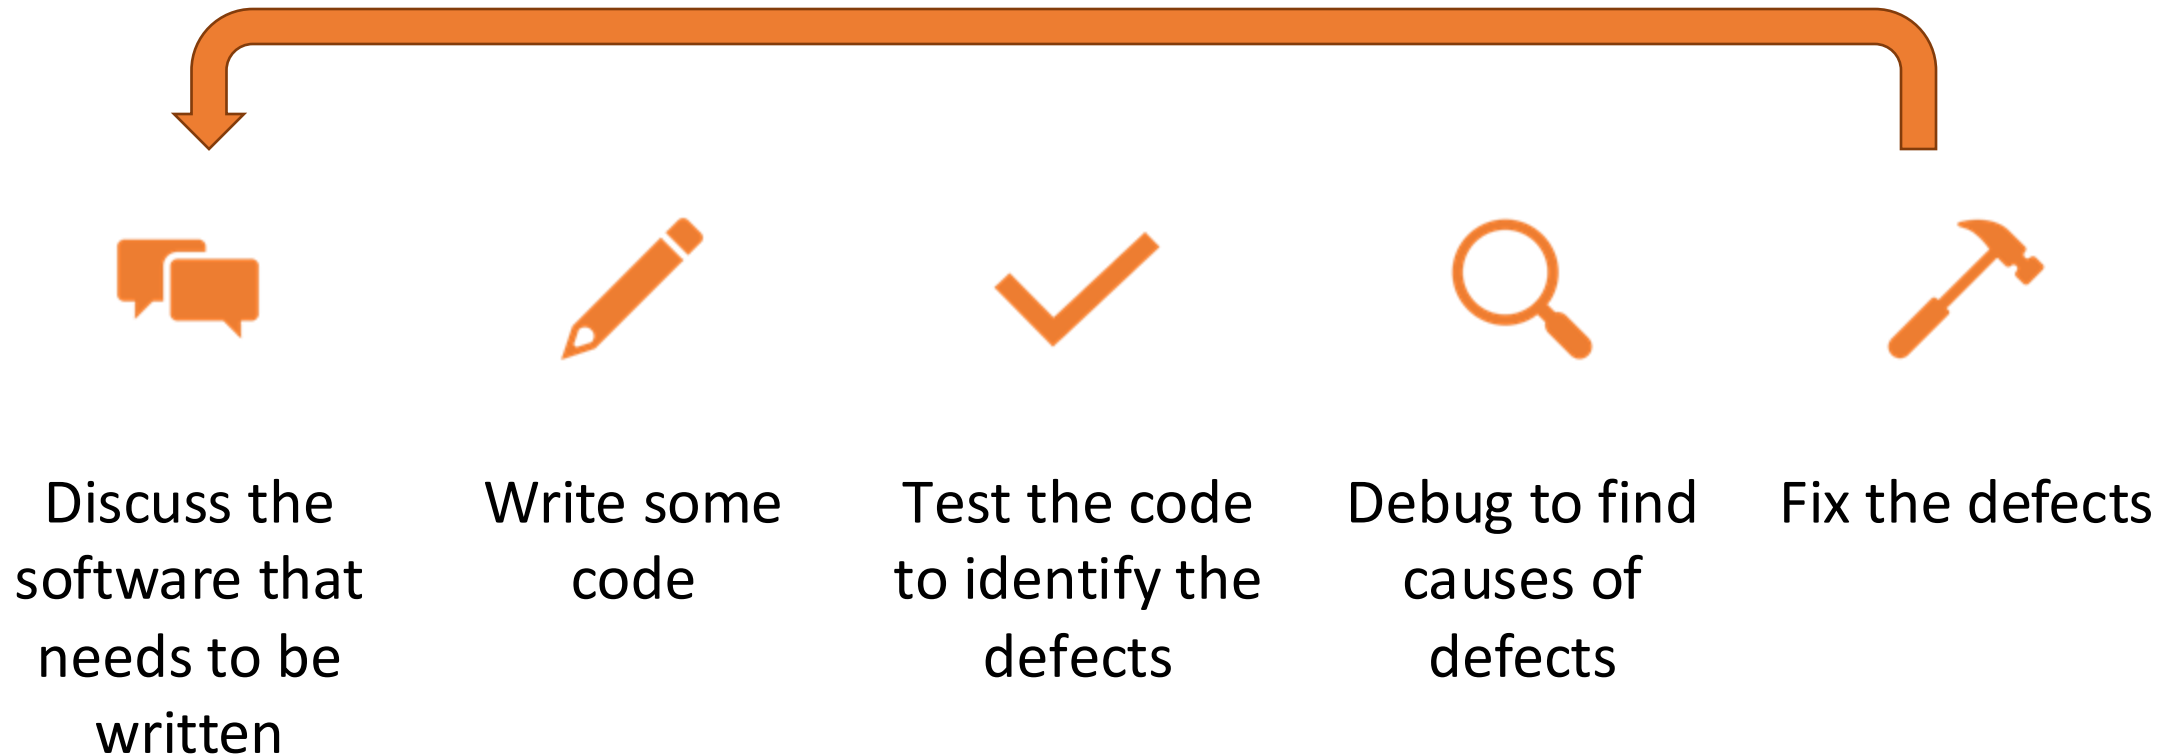 Discuss the
software that
needs to be
written
Write some
code
Test the code
to identify the
defects
Debug to find
causes of
defects
Fix the defects